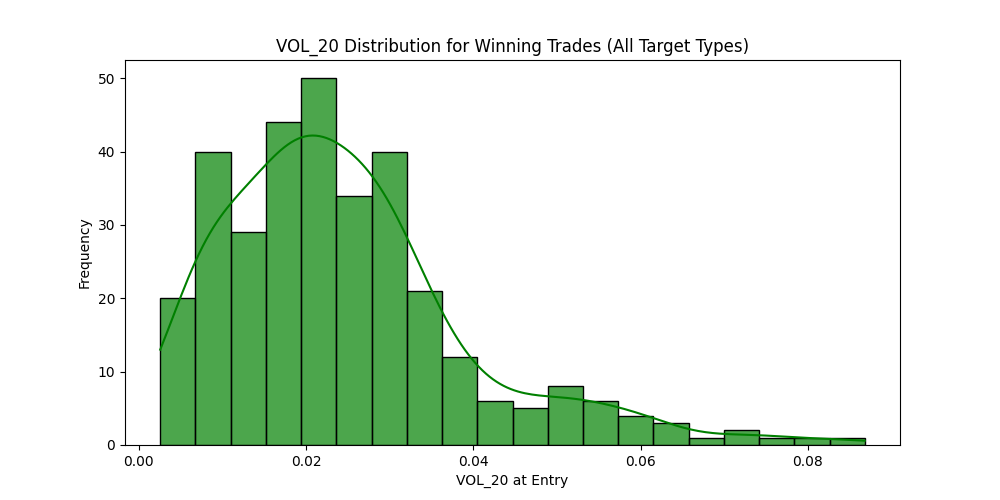 VOL_20 Distribution for Winning Trades (All Target Types)
50
40
30
20
10
0
Frequency
0.00 0.02 0.04 0.06 0.08
VOL_20 at Entry